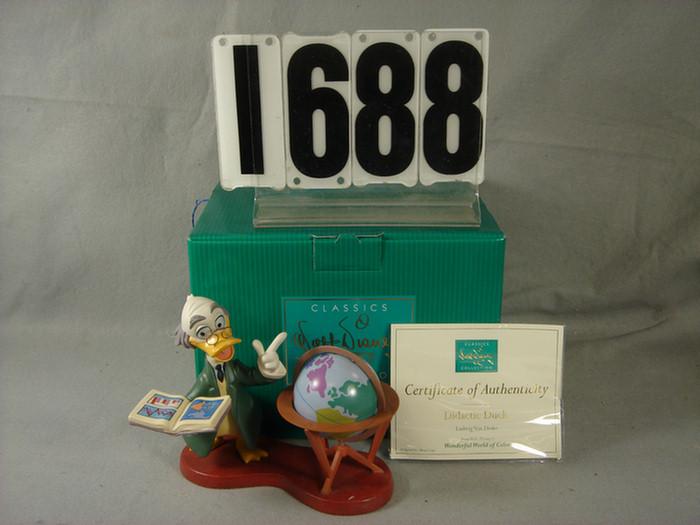 1688
CLASSICS
Walt Disney
CLASSICS
Walt Disney
COLLECTION
Certificate of Authenticity
Didactic Duck
Ludwig Von Drake
Wonderful World of Color